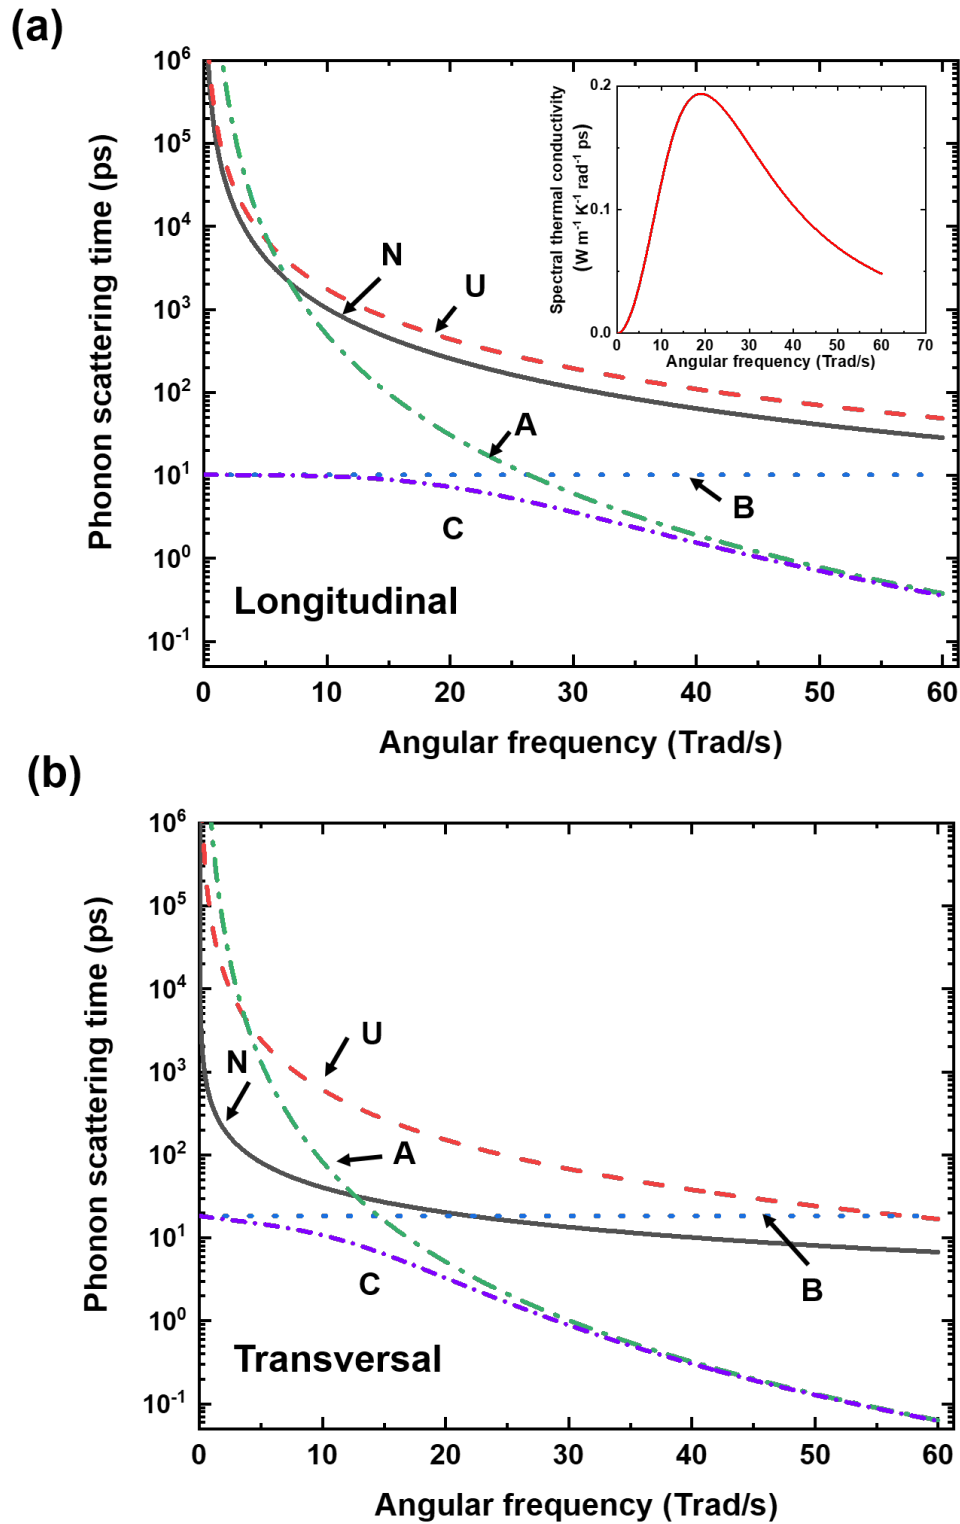 (a)
10^6
10^5
10^4
10^3
10^2
10^1
10^0
10^-1
Phonon scattering time (ps)
0 10 20 30 40 50 60
Angular frequency (Trad/s)
N
U
A
B
C
Longitudinal
0.2
0.1
0.0
Spectral thermal conductivity
(W m^-1 K^-1 rad^-1 ps)
0 10 20 30 40 50 60 70
Angular frequency (Trad/s)
(b)
10^6
10^5
10^4
10^3
10^2
10^1
10^0
10^-1
Phonon scattering time (ps)
0 10 20 30 40 50 60
Angular frequency (Trad/s)
U
N
A
B
C
Transversal